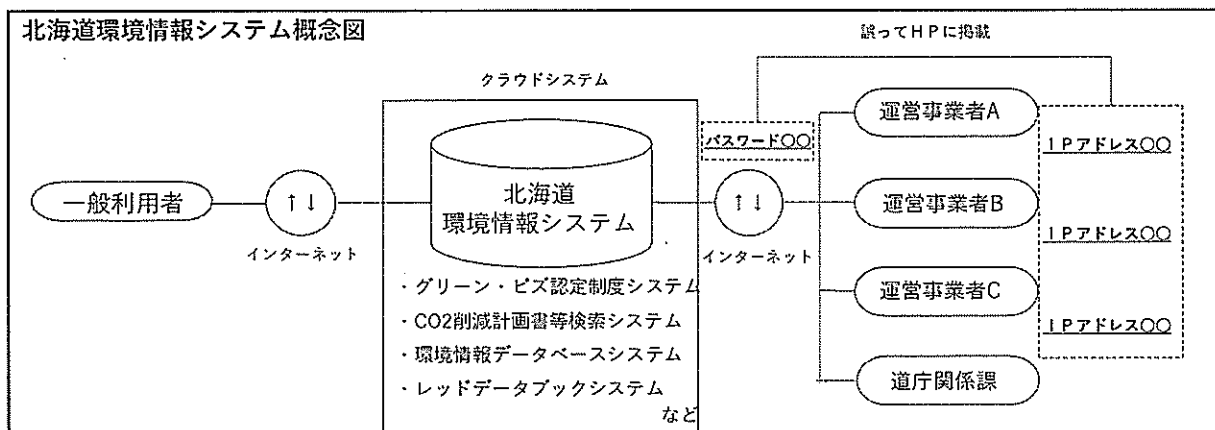 北海道環境情報システム概念図
誤ってHPに掲載
クラウドシステム
運営事業者A
パスワード〇〇
IPアドレス〇〇
一般利用者
↑↓
北海道
環境情報システム
↑↓
運営事業者B
インターネット
インターネット
IPアドレス〇〇
・グリーン・ビズ認定制度システム
運営事業者C
・CO2削減計画書等検索システム
IPアドレス〇〇
・環境情報データベースシステム
・レッドデータブックシステム
道庁関係課
など